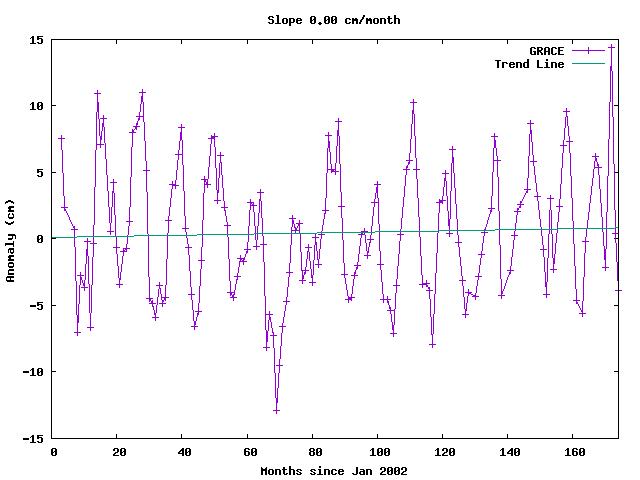 Slope 0.00 cm/month
GRACE
Trend Line
15
10
5
0
-5
-10
-15
Anomaly (cm)
0 20 40 60 80 100 120 140 160
Months since Jan 2002